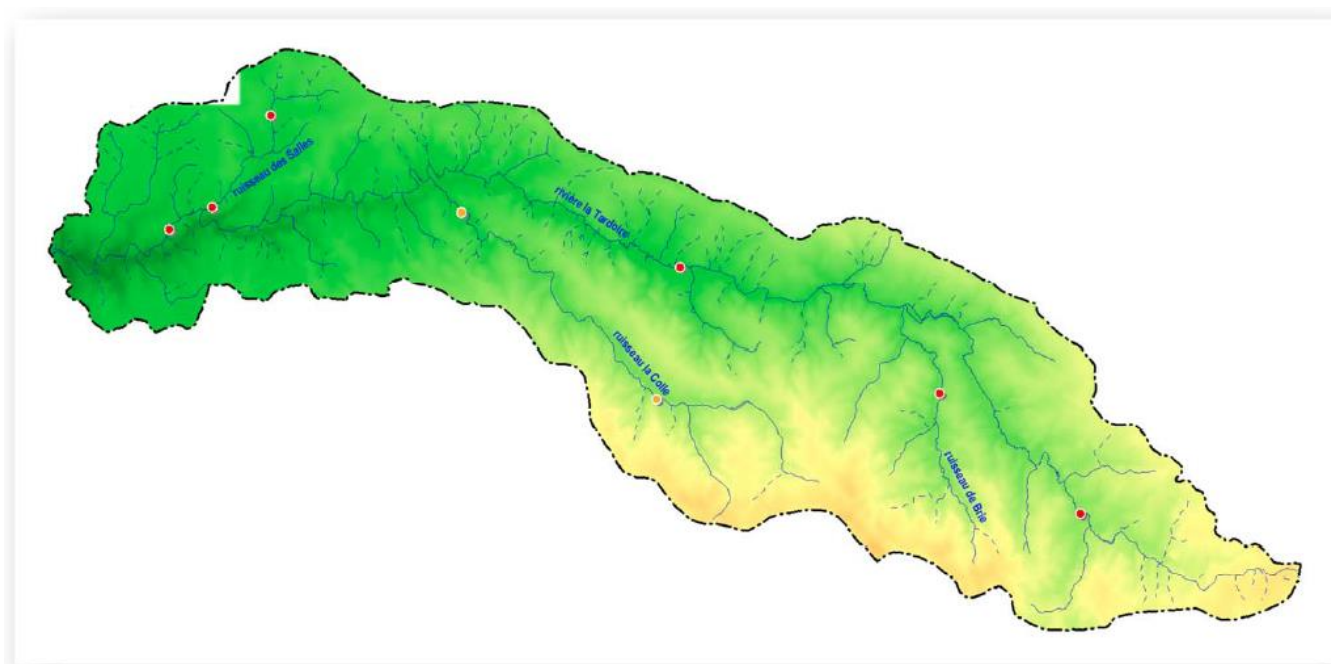 ruisseau des Salles
rivière la Tardoire
ruisseau la Colle
ruisseau de Brie